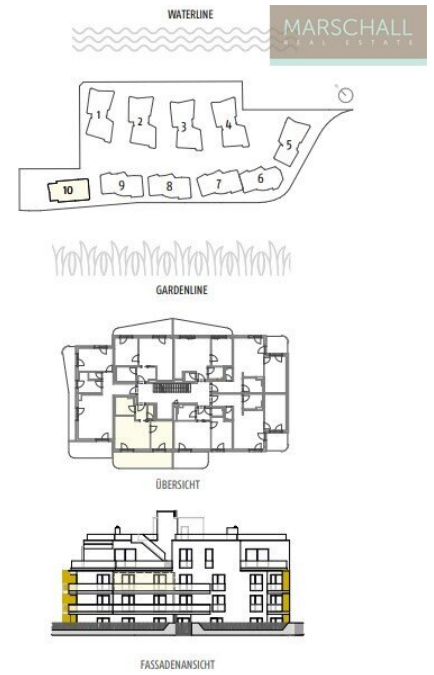 WATERLINE
MARSCHALL
REAL ESTATE
1
2
3
4
5
10
9
8
7
6
GARDENLINE
ÜBERSICHT
FASSADENANSICHT